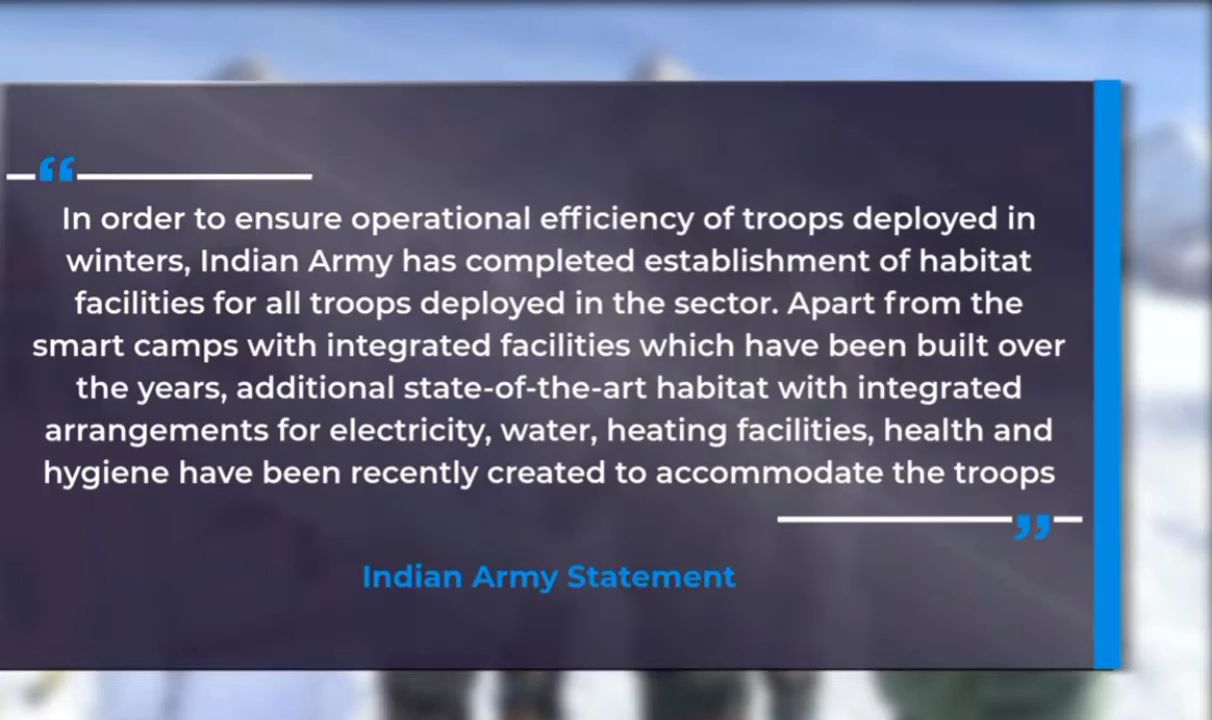 “
In order to ensure operational efficiency of troops deployed in
winters, Indian Army has completed establishment of habitat
facilities for all troops deployed in the sector. Apart from the
smart camps with integrated facilities which have been built over
the years, additional state-of-the-art habitat with integrated
arrangements for electricity, water, heating facilities, health and
hygiene have been recently created to accommodate the troops
”
Indian Army Statement